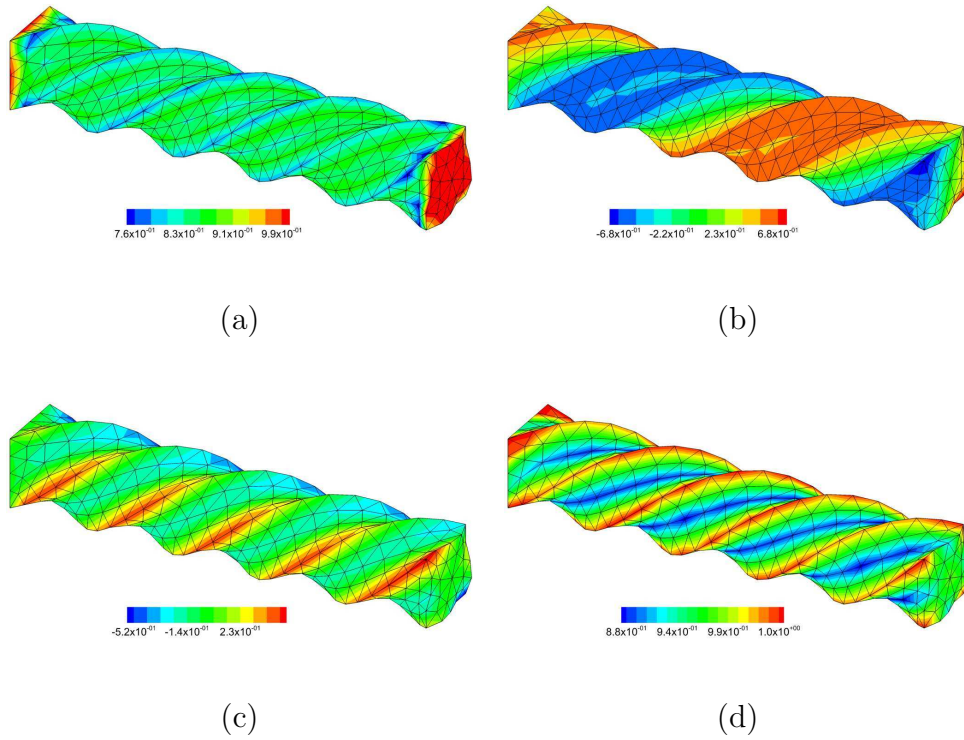 7.6x10⁻⁰¹ 8.3x10⁻⁰¹ 9.1x10⁻⁰¹ 9.9x10⁻⁰¹
-6.8x10⁻⁰¹ -2.2x10⁻⁰¹ 2.3x10⁻⁰¹ 6.8x10⁻⁰¹
(a) (b)
-5.2x10⁻⁰¹ -1.4x10⁻⁰¹ 2.3x10⁻⁰¹
8.8x10⁻⁰¹ 9.4x10⁻⁰¹ 9.9x10⁻⁰¹ 1.0x10⁺⁰⁰
(c) (d)